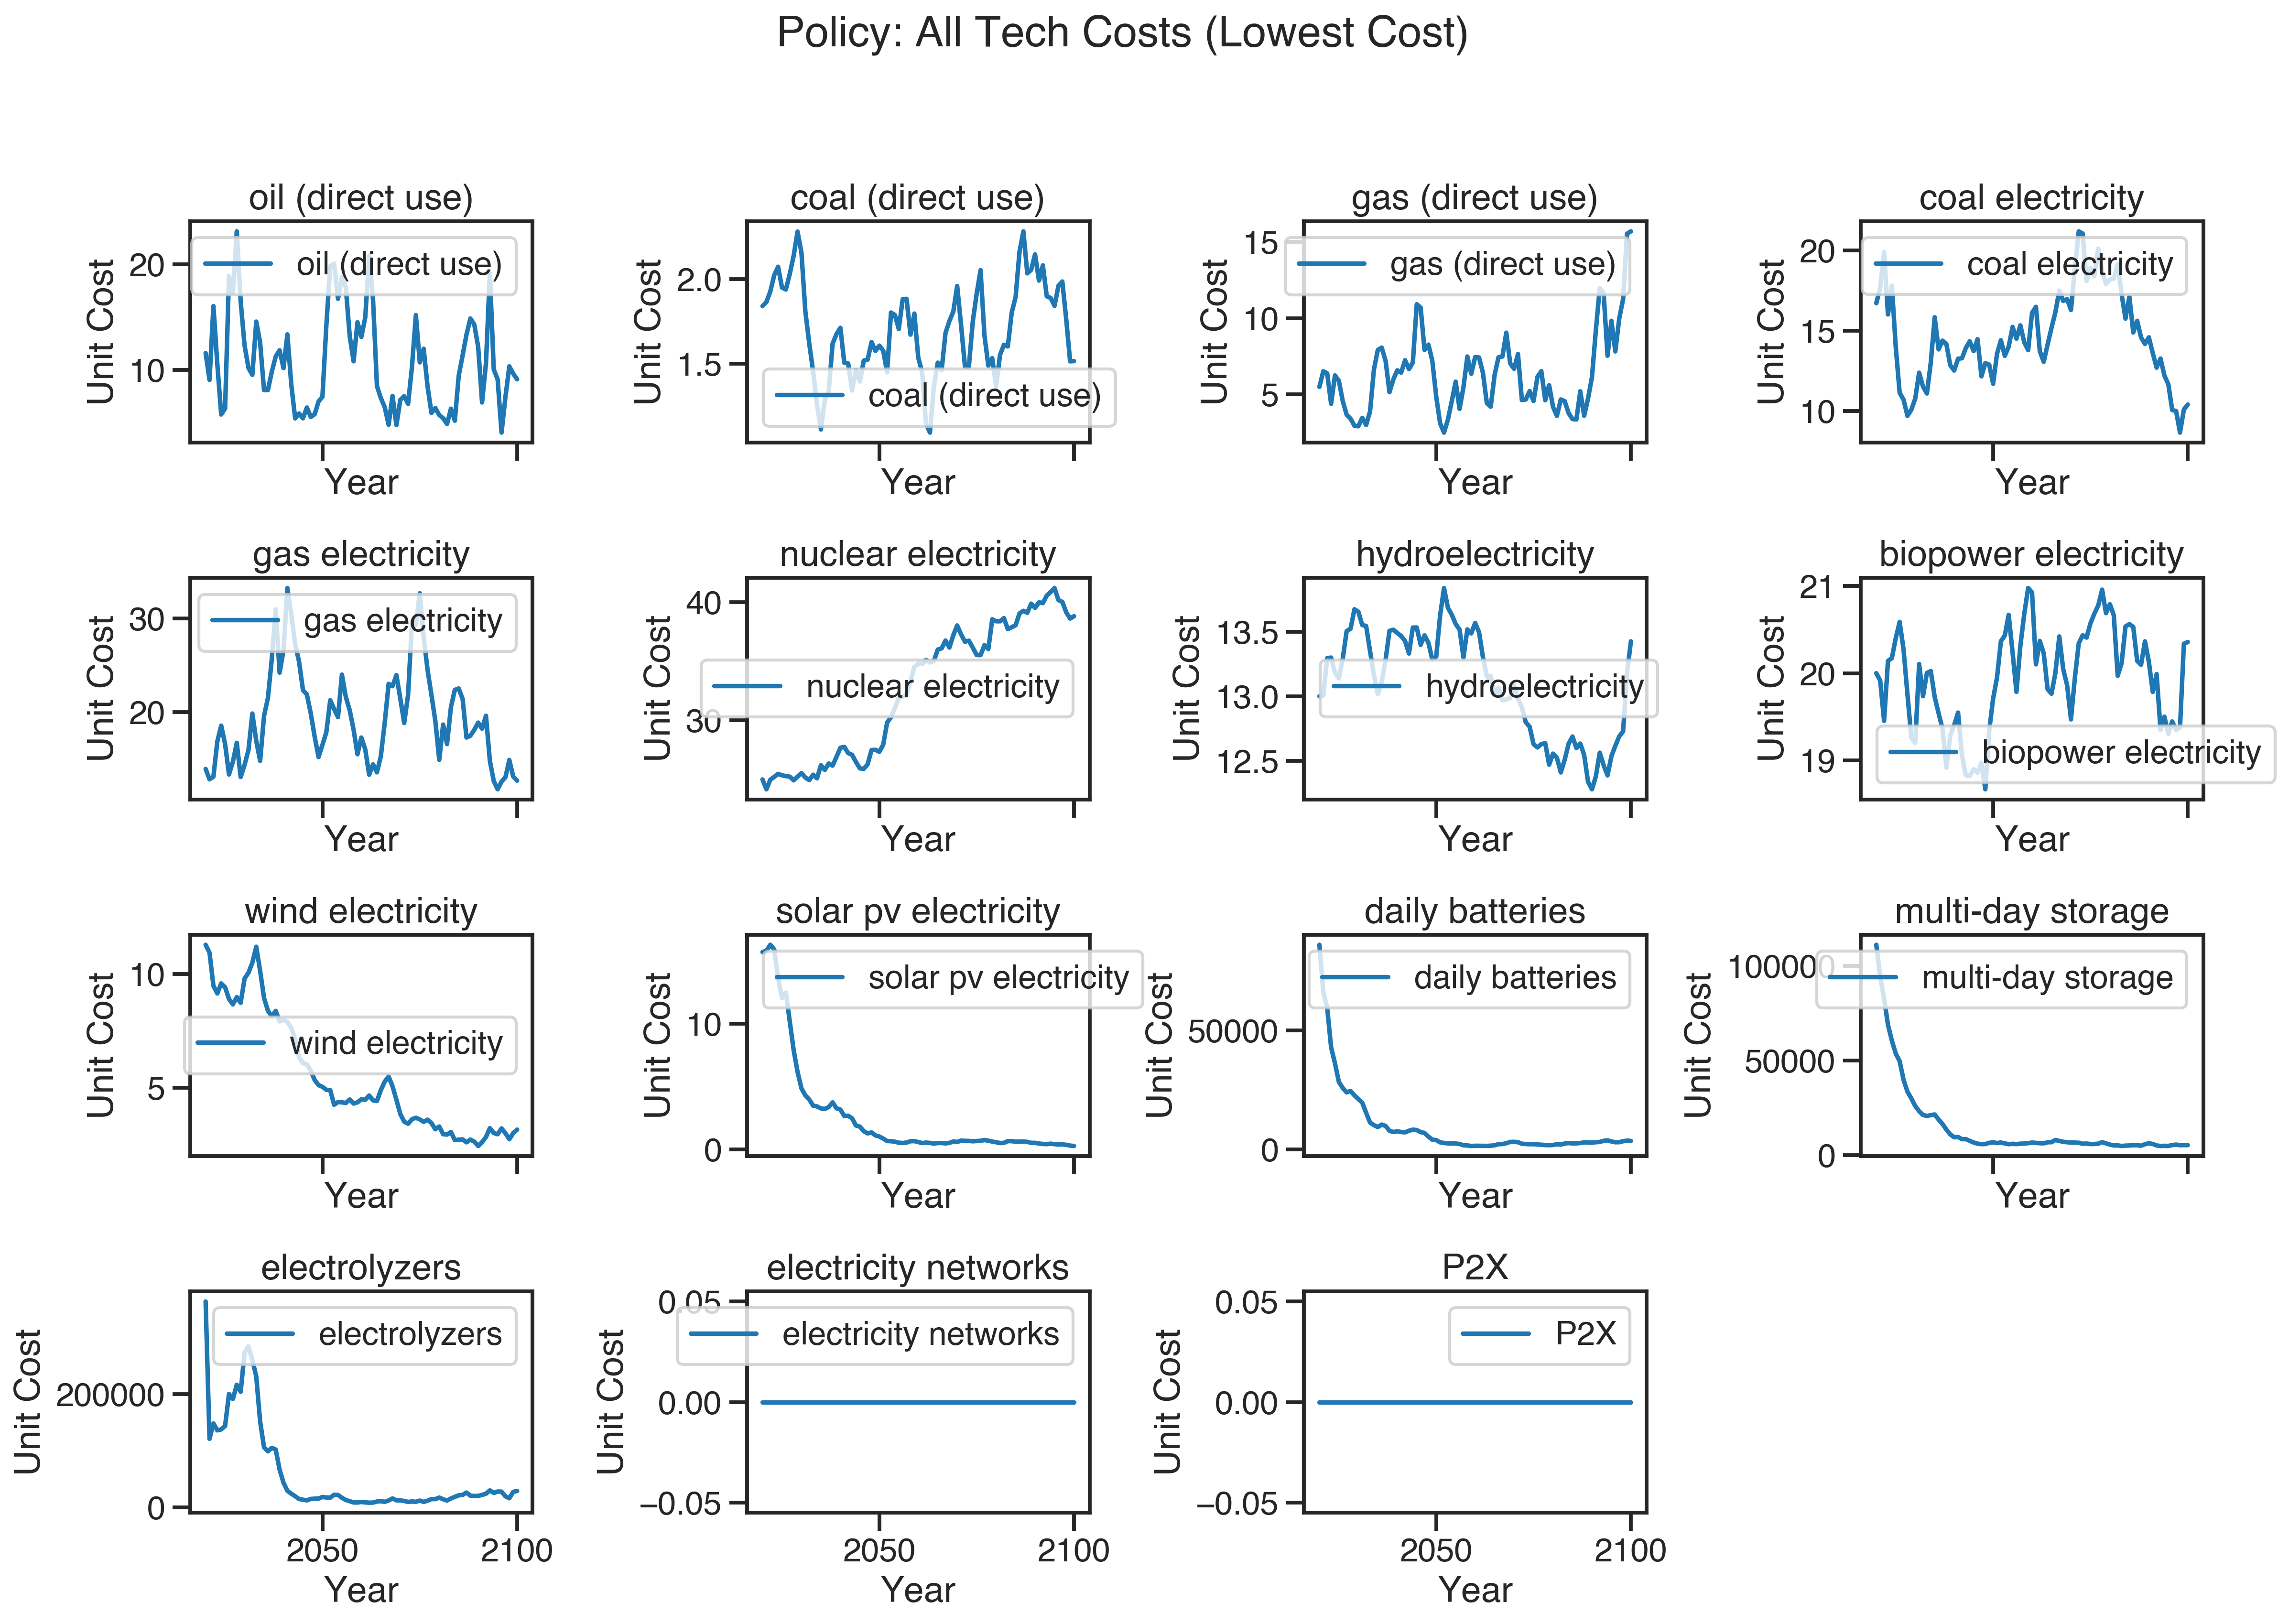 Policy: All Tech Costs (Lowest Cost)
oil (direct use)
Unit Cost
20
10
oil (direct use)
Year
coal (direct use)
Unit Cost
2.0
1.5
coal (direct use)
Year
gas (direct use)
Unit Cost
15
10
5
gas (direct use)
Year
coal electricity
Unit Cost
20
15
10
coal electricity
Year
gas electricity
Unit Cost
30
20
gas electricity
Year
nuclear electricity
Unit Cost
40
30
nuclear electricity
Year
hydroelectricity
Unit Cost
13.5
13.0
12.5
hydroelectricity
Year
biopower electricity
Unit Cost
21
20
19
biopower electricity
Year
wind electricity
Unit Cost
10
5
wind electricity
Year
solar pv electricity
Unit Cost
10
0
solar pv electricity
Year
daily batteries
Unit Cost
50000
0
daily batteries
Year
multi-day storage
Unit Cost
100000
50000
0
multi-day storage
Year
electrolyzers
Unit Cost
200000
0
electrolyzers
2050
2100
Year
electricity networks
Unit Cost
0.05
0.00
−0.05
electricity networks
2050
2100
Year
P2X
Unit Cost
0.05
0.00
−0.05
P2X
2050
2100
Year